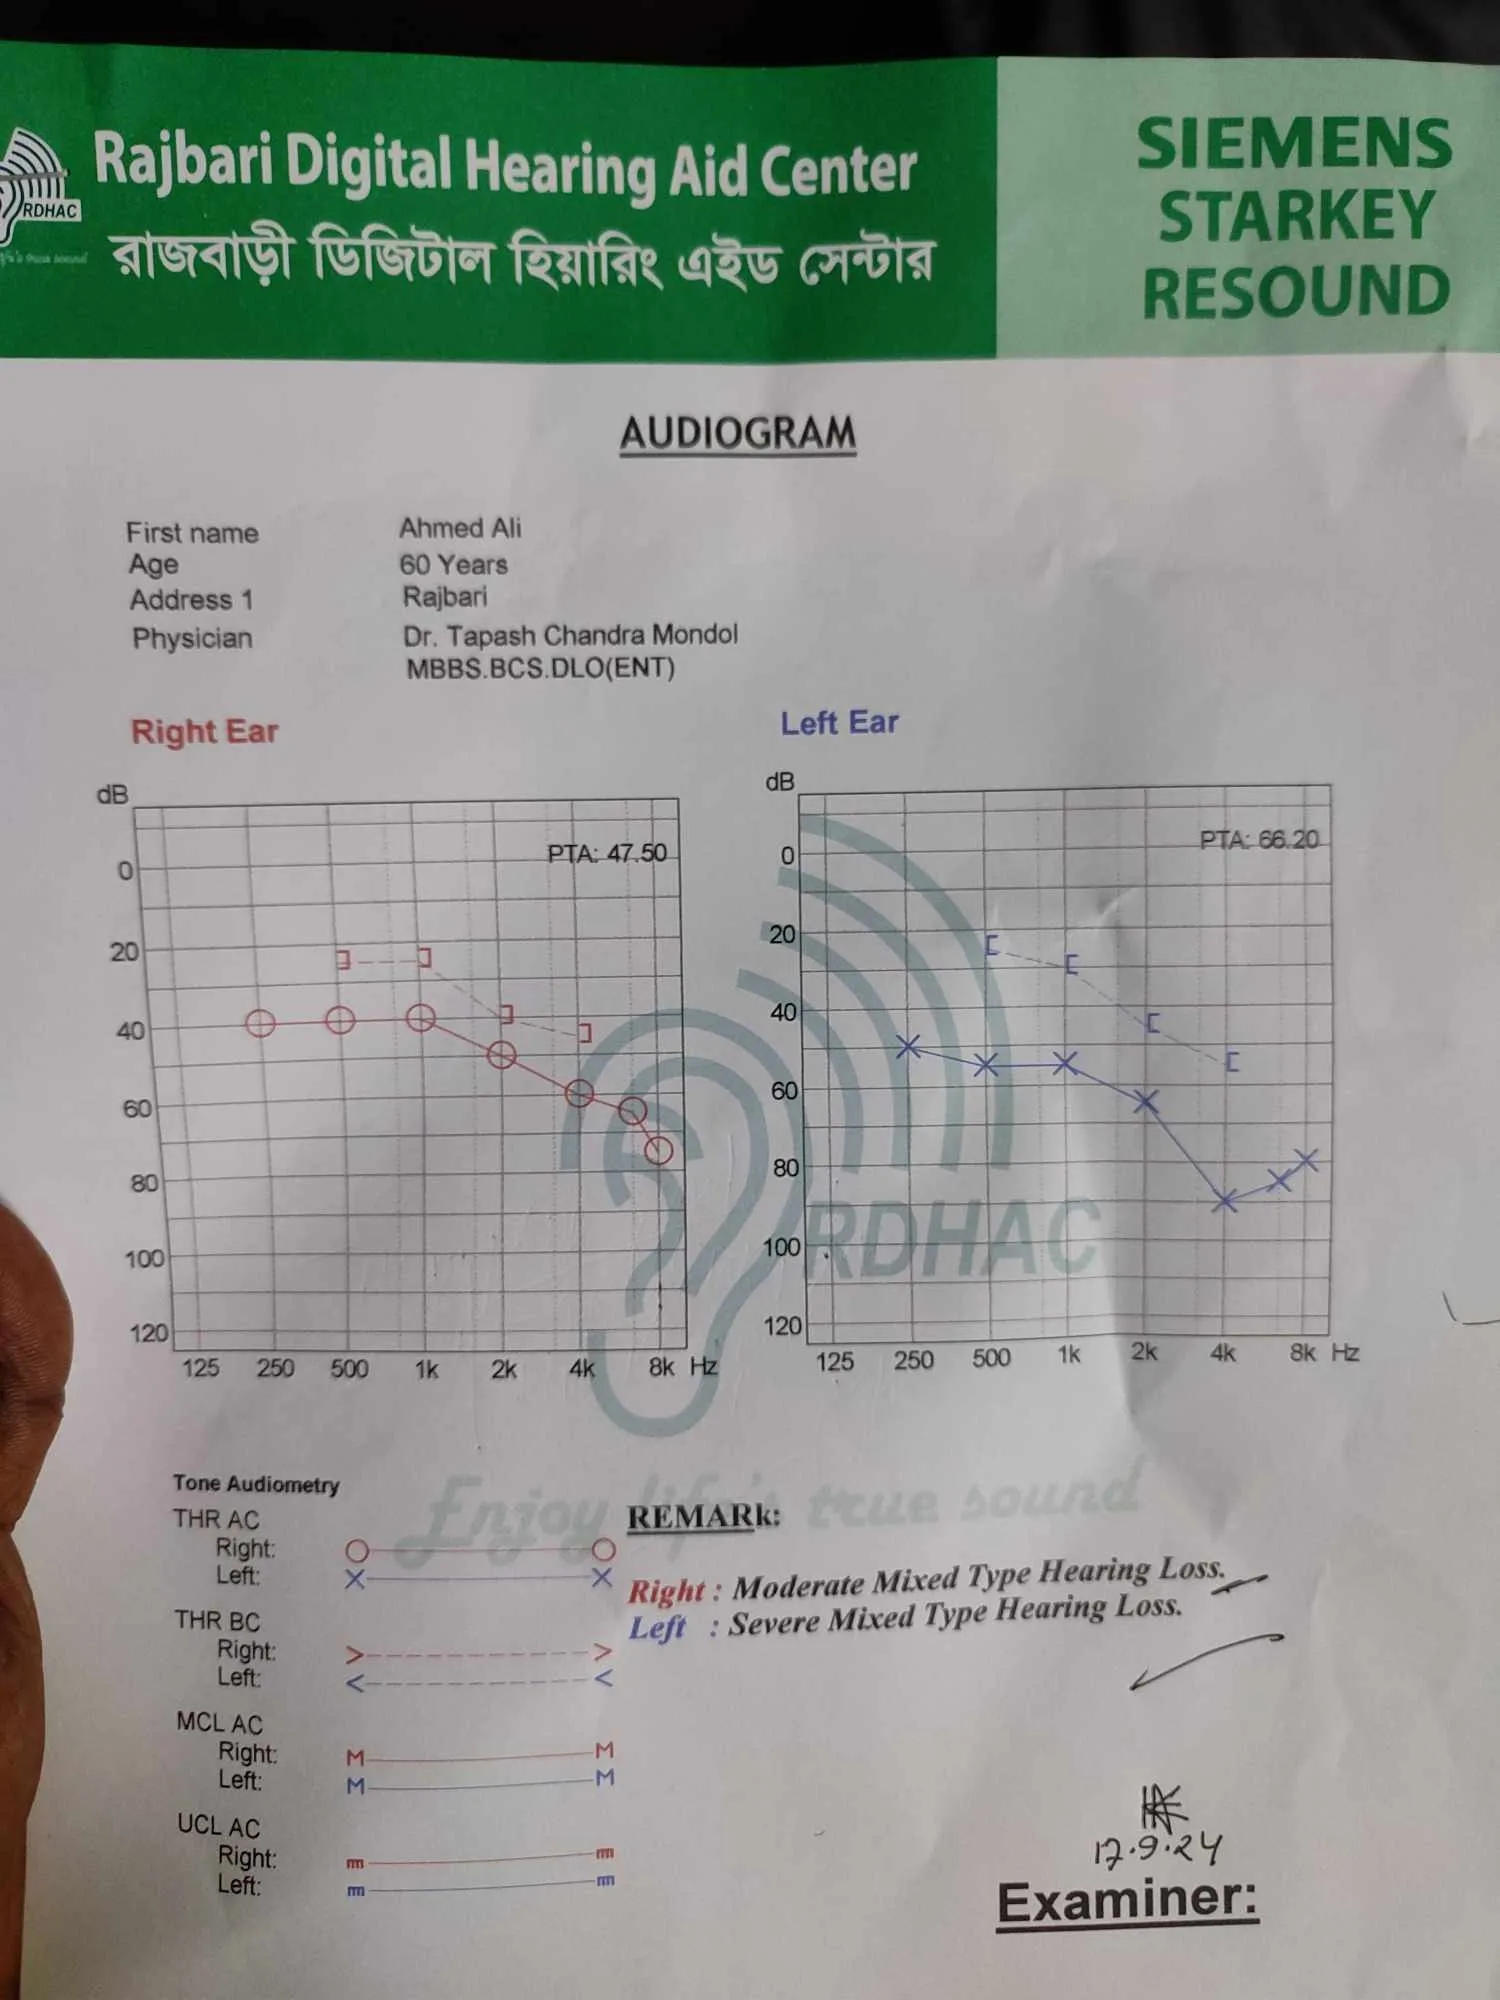 Rajbari Digital Hearing Aid Center
রাজবাড়ী ডিজিটাল হিয়ারিং এইড সেন্টার
RDHAC
SIEMENS
STARKEY
RESOUND
AUDIOGRAM
First name Ahmed Ali
Age 60 Years
Address 1 Rajbari
Physician Dr. Tapash Chandra Mondol
MBBS.BCS.DLO(ENT)
Right Ear
dB
PTA: 47.50
0
20
40
60
80
100
120
125 250 500 1k 2k 4k 8k Hz
Left Ear
dB
PTA: 66.20
0
20
40
60
80
100
120
125 250 500 1k 2k 4k 8k Hz
RDHAC
Enjoy life's true sound
Tone Audiometry
THR AC
Right:
Left:
THR BC
Right:
Left:
MCL AC
Right: M M
Left: M M
UCL AC
Right:
Left:
REMARk:
Right : Moderate Mixed Type Hearing Loss.
Left : Severe Mixed Type Hearing Loss.
17.9.24
Examiner: